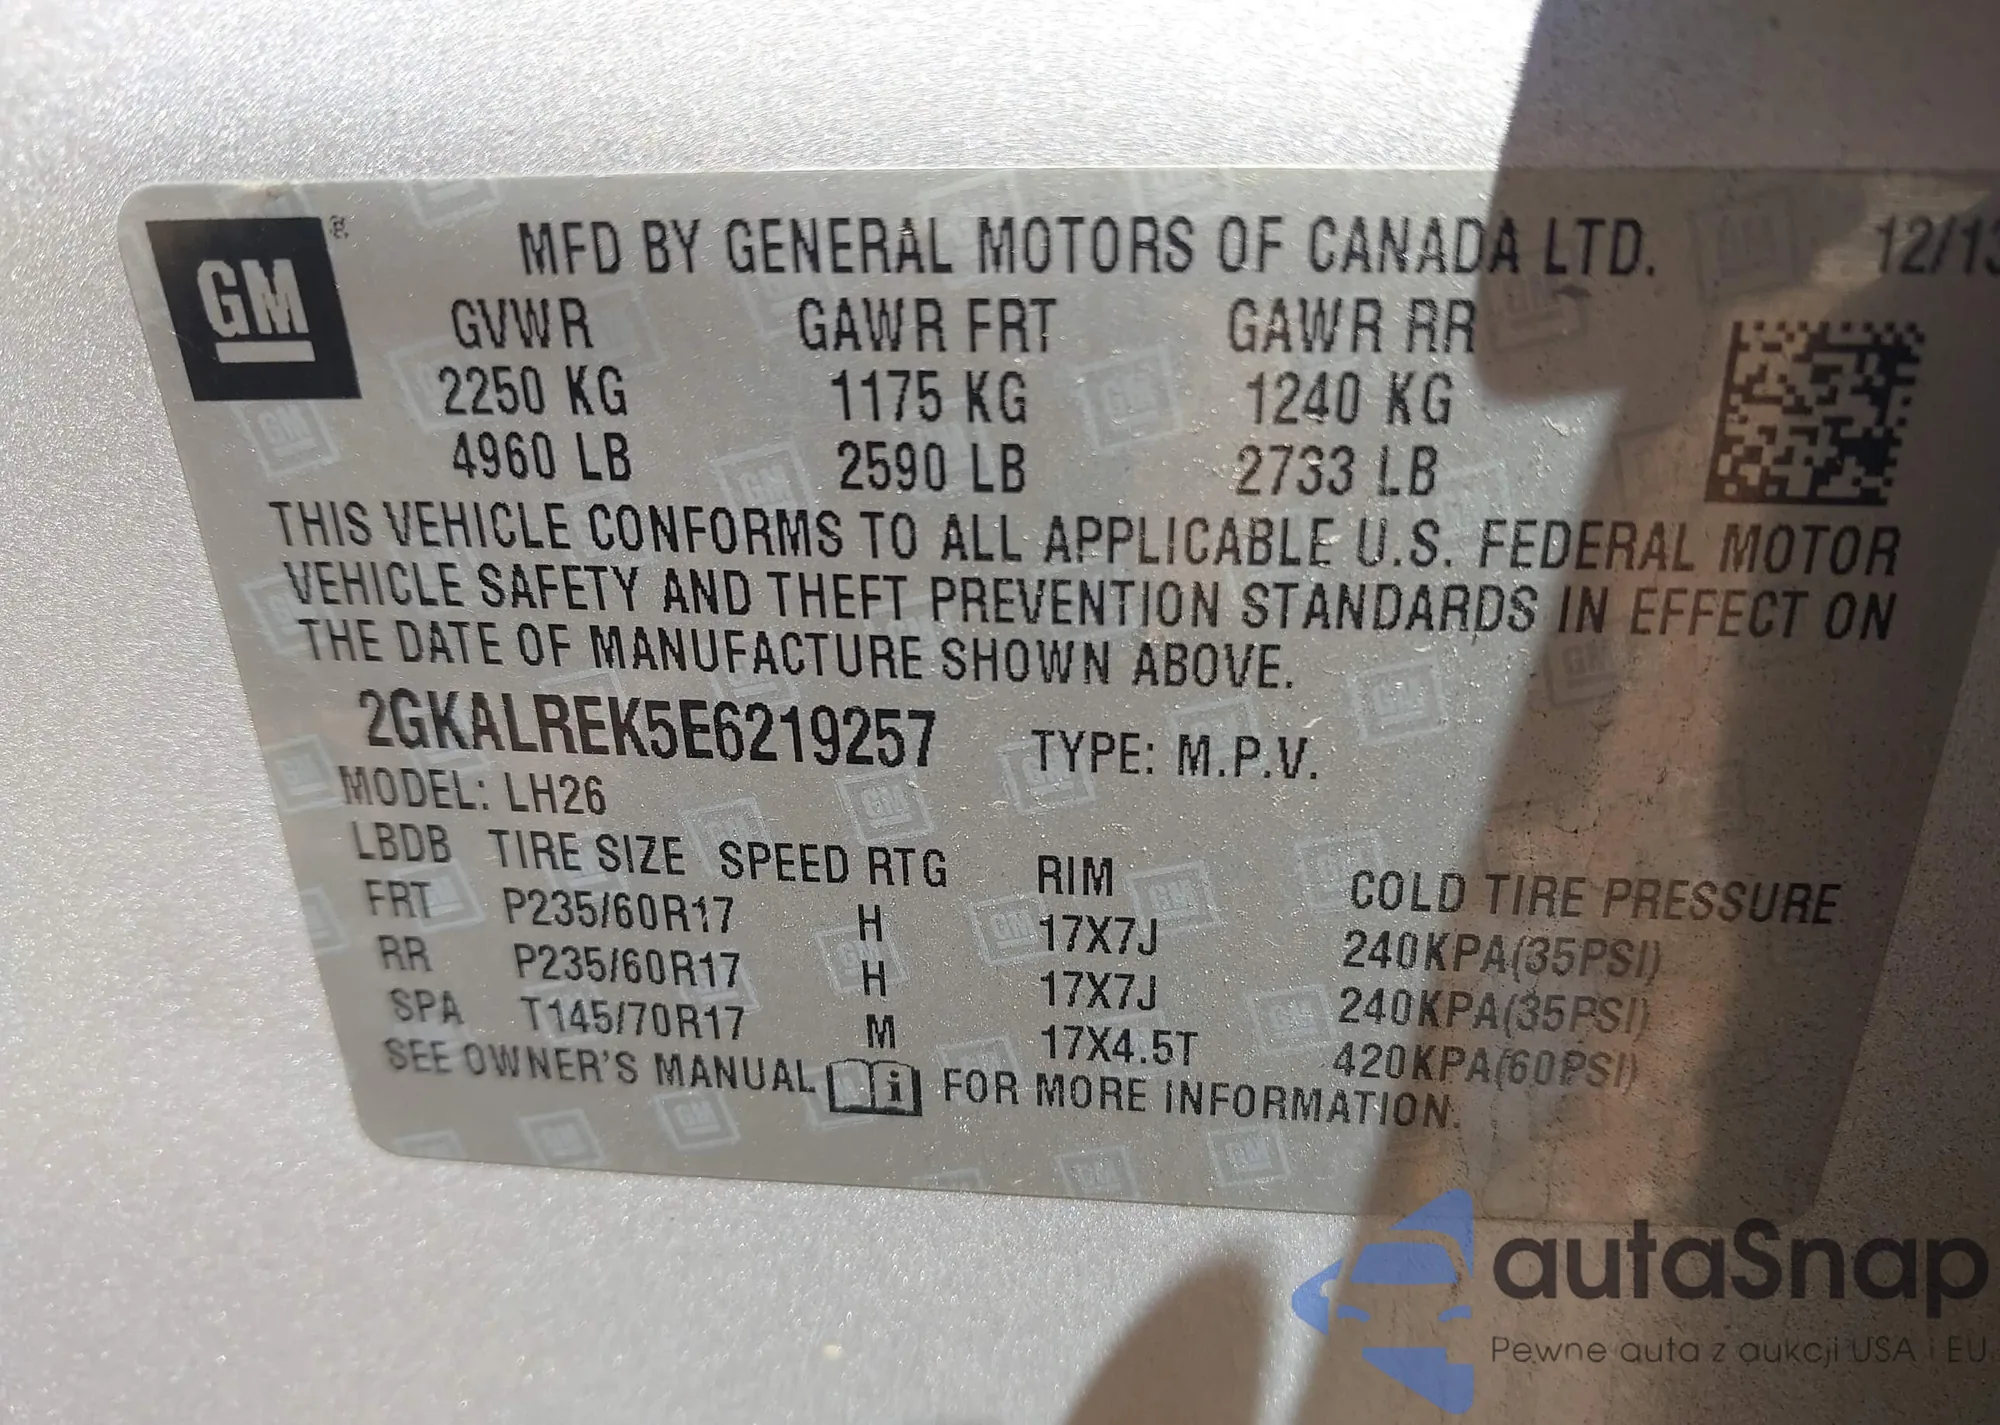 GM ®
MFD BY GENERAL MOTORS OF CANADA LTD. 12/13
GVWR GAWR FRT GAWR RR
2250 KG 1175 KG 1240 KG
4960 LB 2590 LB 2733 LB
THIS VEHICLE CONFORMS TO ALL APPLICABLE U.S. FEDERAL MOTOR
VEHICLE SAFETY AND THEFT PREVENTION STANDARDS IN EFFECT ON
THE DATE OF MANUFACTURE SHOWN ABOVE.
2GKALREK5E6219257 TYPE: M.P.V.
MODEL: LH26
LBDB TIRE SIZE SPEED RTG RIM COLD TIRE PRESSURE
FRT P235/60R17 H 17X7J 240KPA(35PSI)
RR P235/60R17 H 17X7J 240KPA(35PSI)
SPA T145/70R17 M 17X4.5T 420KPA(60PSI)
SEE OWNER'S MANUAL i FOR MORE INFORMATION.
autaSnap
Pewne auta z aukcji USA i EU